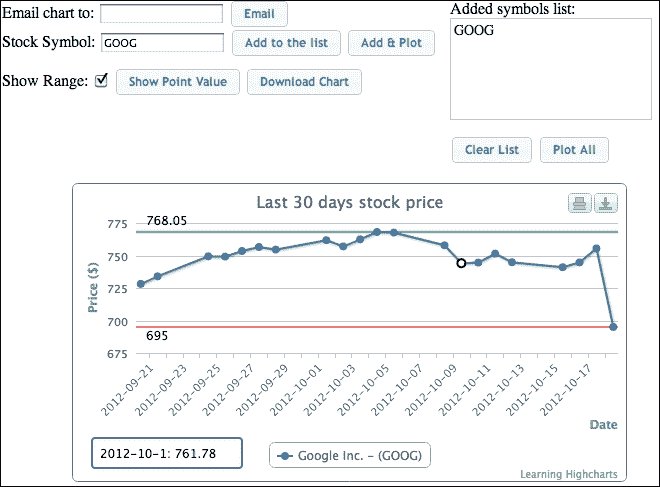 Email chart to: Email
Stock Symbol: GOOG Add to the list Add & Plot
Show Range: Show Point Value Download Chart
Added symbols list:
GOOG
Clear List Plot All
Last 30 days stock price
775
768.05
750
725
700
695
675
Price ($)
2012-09-21 2012-09-23 2012-09-25 2012-09-27 2012-09-29 2012-10-01 2012-10-03 2012-10-05 2012-10-07 2012-10-09 2012-10-11 2012-10-13 2012-10-15 2012-10-17
Date
2012-10-1: 761.78
Google Inc. - (GOOG)
Learning Highcharts